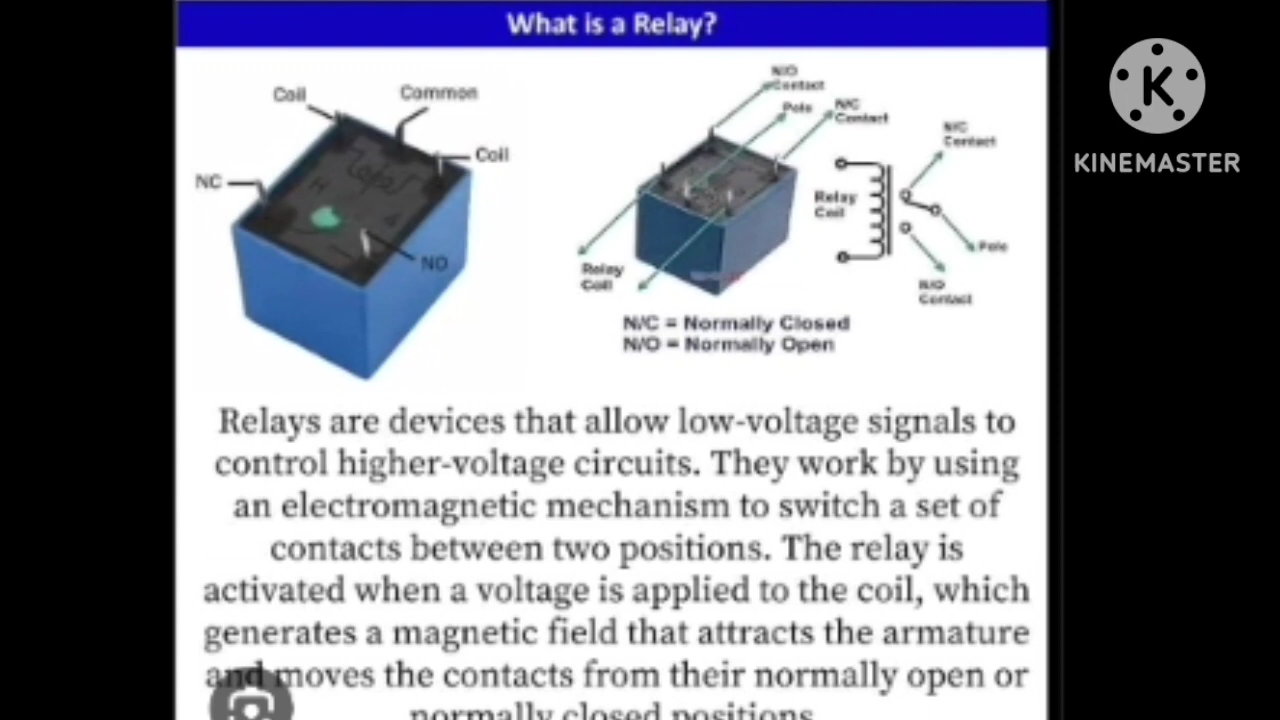 What is a Relay?
Coil
Common
Coil
NC
NO
N/O
Contact
Pole
N/C
Contact
N/C
Contact
Relay
Coil
Pole
Relay
Coil
N/O
Contact
N/C = Normally Closed
N/O = Normally Open
Relays are devices that allow low-voltage signals to
control higher-voltage circuits. They work by using
an electromagnetic mechanism to switch a set of
contacts between two positions. The relay is
activated when a voltage is applied to the coil, which
generates a magnetic field that attracts the armature
and moves the contacts from their normally open or
normally closed positions.
K
KINEMASTER